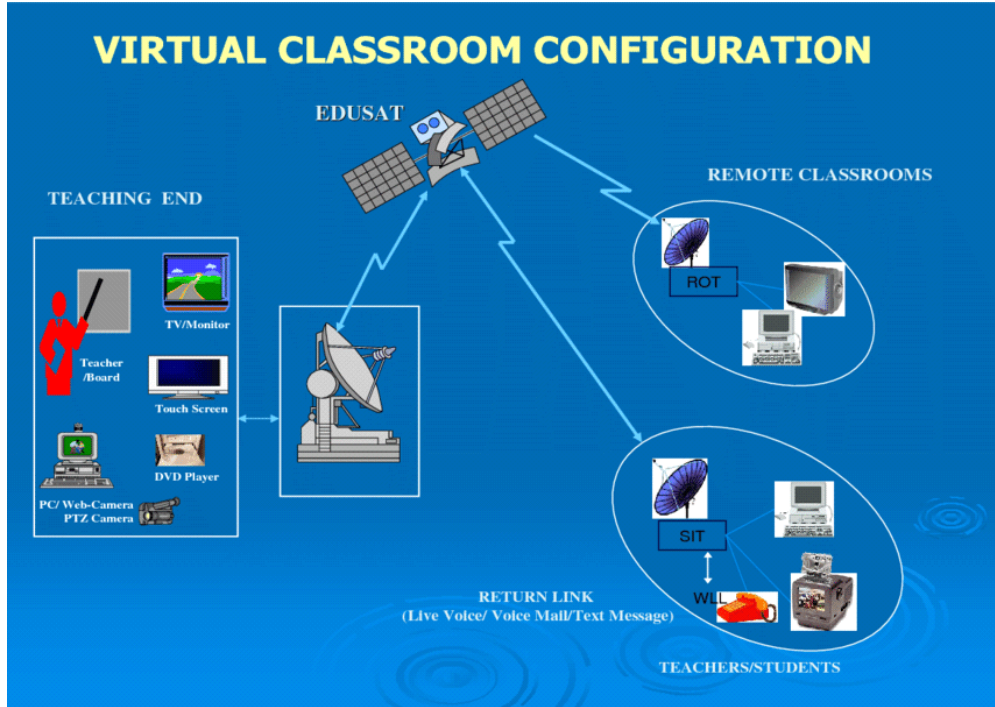 VIRTUAL CLASSROOM CONFIGURATION
EDUSAT
REMOTE CLASSROOMS
TEACHING END
ROT
TV/Monitor
Teacher
/Board
Touch Screen
DVD Player
PC/ Web-Camera
PTZ Camera
SIT
WLL
RETURN LINK
(Live Voice/ Voice Mail/Text Message)
TEACHERS/STUDENTS